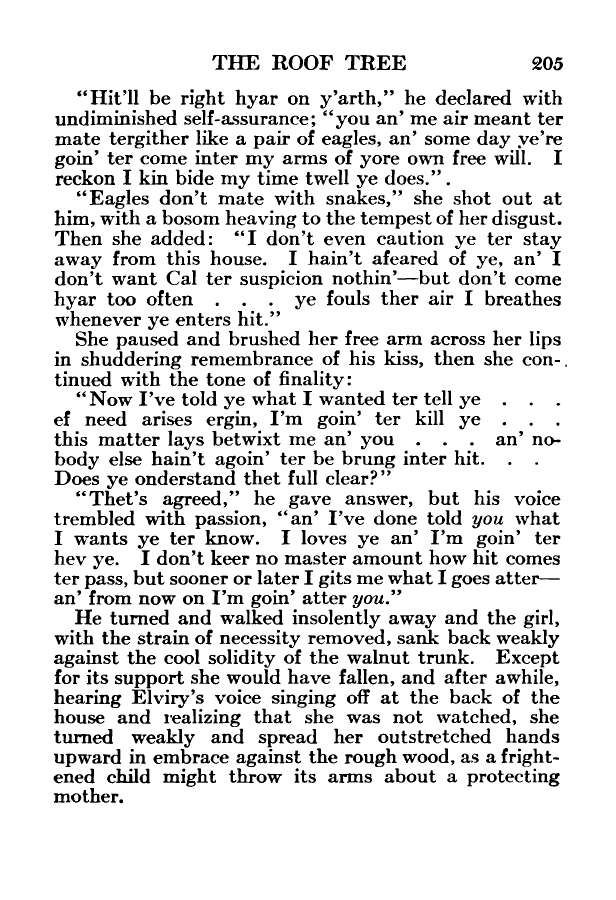 THE ROOF TREE 205
“Hit’ll be right hyar on y’arth,” he declared with
undiminished self-assurance; “you an’ me air meant ter
mate tergither like a pair of eagles, an’ some day ye’re
goin’ ter come inter my arms of yore own free will. I
reckon I kin bide my time twell ye does.”.
“Eagles don’t mate with snakes,” she shot out at
him, with a bosom heaving to the tempest of her disgust.
Then she added: “I don’t even caution ye ter stay
away from this house. I hain’t afeared of ye, an’ I
don’t want Cal ter suspicion nothin’—but don’t come
hyar too often . . . ye fouls ther air I breathes
whenever ye enters hit.”
She paused and brushed her free arm across her lips
in shuddering remembrance of his kiss, then she con-.
tinued with the tone of finality:
“Now I’ve told ye what I wanted ter tell ye . . .
ef need arises ergin, I’m goin’ ter kill ye . . .
this matter lays betwixt me an’ you . . . an’ no-
body else hain’t agoin’ ter be brung inter hit. . .
Does ye onderstand thet full clear?”
“Thet’s agreed,” he gave answer, but his voice
trembled with passion, “an’ I’ve done told you what
I wants ye ter know. I loves ye an’ I’m goin’ ter
hev ye. I don’t keer no master amount how hit comes
ter pass, but sooner or later I gits me what I goes atter—
an’ from now on I’m goin’ atter you.”
He turned and walked insolently away and the girl,
with the strain of necessity removed, sank back weakly
against the cool solidity of the walnut trunk. Except
for its support she would have fallen, and after awhile,
hearing Elviry’s voice singing off at the back of the
house and realizing that she was not watched, she
turned weakly and spread her outstretched hands
upward in embrace against the rough wood, as a fright-
ened child might throw its arms about a protecting
mother.